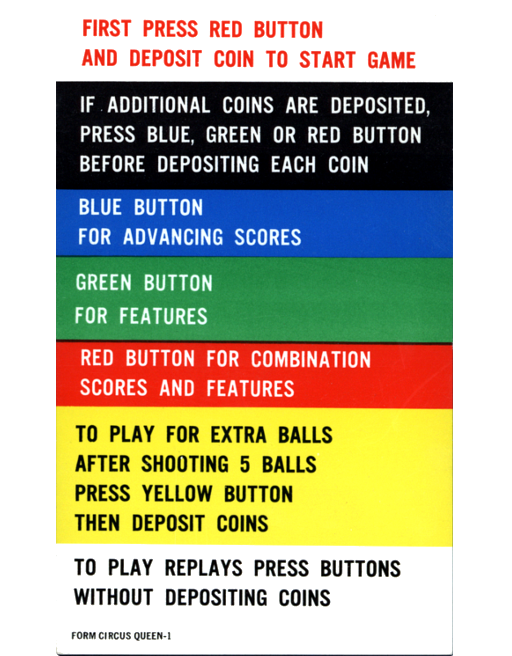 FIRST PRESS RED BUTTON
AND DEPOSIT COIN TO START GAME
IF ADDITIONAL COINS ARE DEPOSITED,
PRESS BLUE, GREEN OR RED BUTTON
BEFORE DEPOSITING EACH COIN
BLUE BUTTON
FOR ADVANCING SCORES
GREEN BUTTON
FOR FEATURES
RED BUTTON FOR COMBINATION
SCORES AND FEATURES
TO PLAY FOR EXTRA BALLS
AFTER SHOOTING 5 BALLS
PRESS YELLOW BUTTON
THEN DEPOSIT COINS
TO PLAY REPLAYS PRESS BUTTONS
WITHOUT DEPOSITING COINS
FORM CIRCUS QUEEN-1